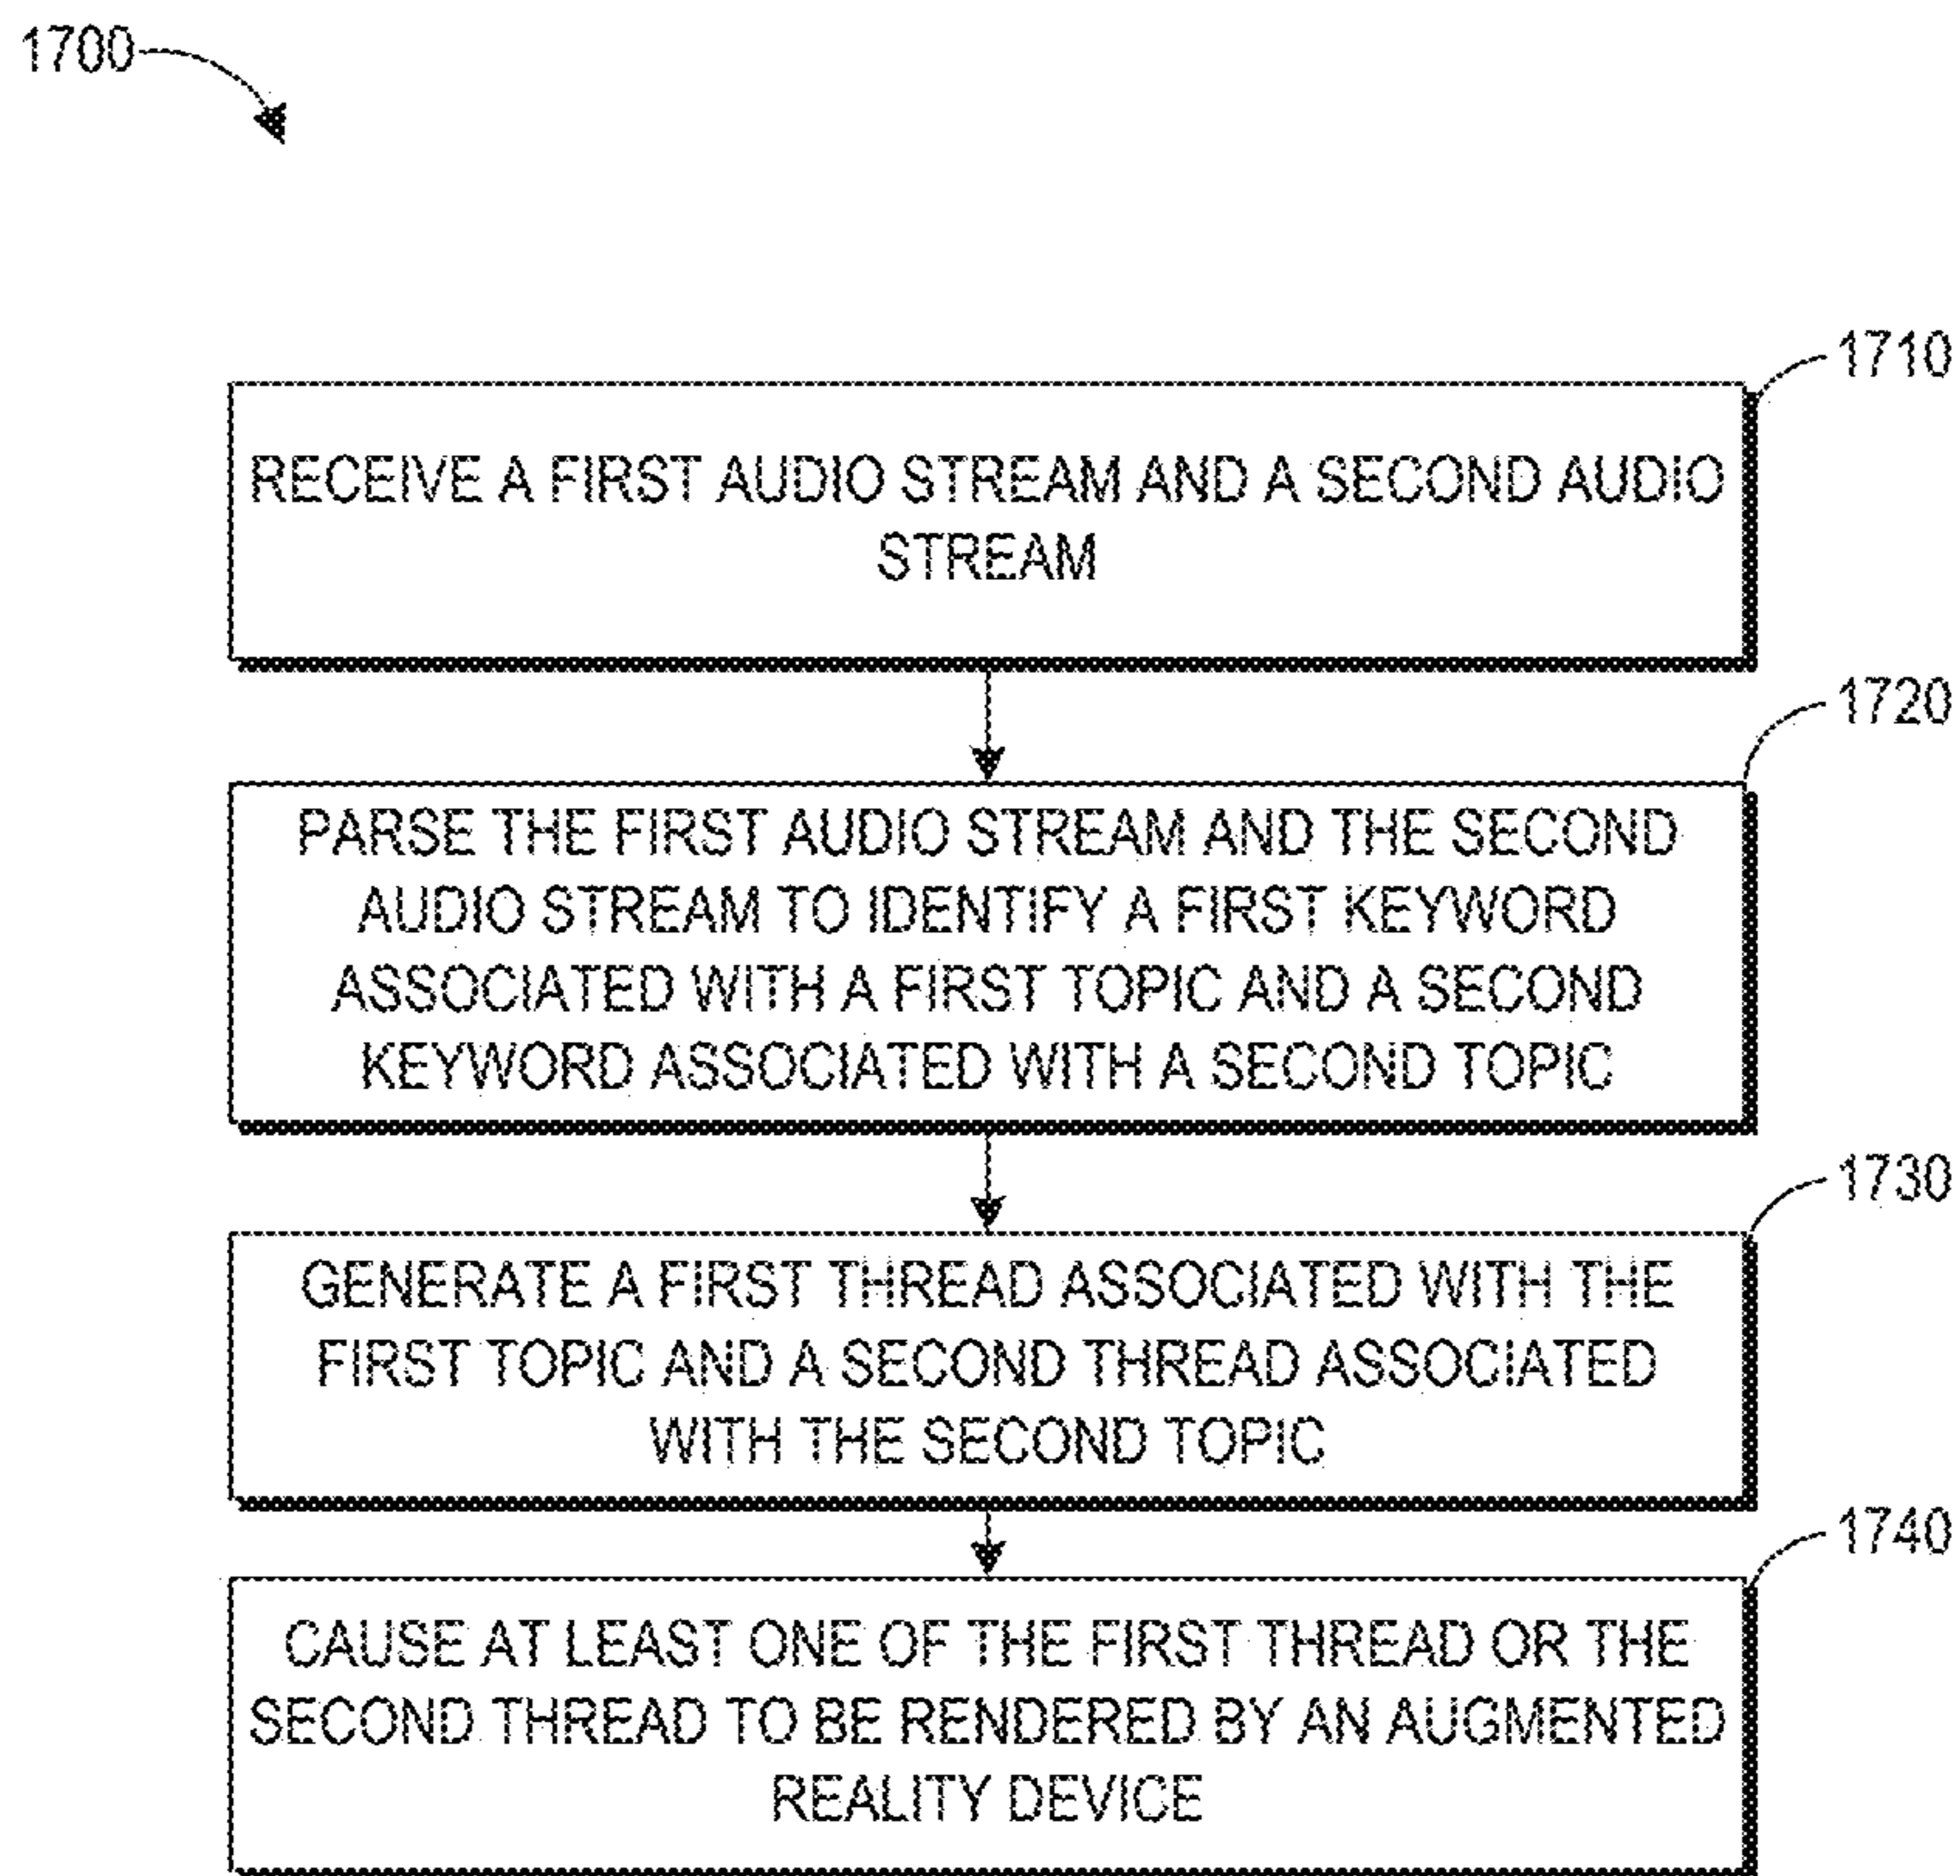 1700
1710
RECEIVE A FIRST AUDIO STREAM AND A SECOND AUDIO
STREAM
1720
PARSE THE FIRST AUDIO STREAM AND THE SECOND
AUDIO STREAM TO IDENTIFY A FIRST KEYWORD
ASSOCIATED WITH A FIRST TOPIC AND A SECOND
KEYWORD ASSOCIATED WITH A SECOND TOPIC
1730
GENERATE A FIRST THREAD ASSOCIATED WITH THE
FIRST TOPIC AND A SECOND THREAD ASSOCIATED
WITH THE SECOND TOPIC
1740
CAUSE AT LEAST ONE OF THE FIRST THREAD OR THE
SECOND THREAD TO BE RENDERED BY AN AUGMENTED
REALITY DEVICE